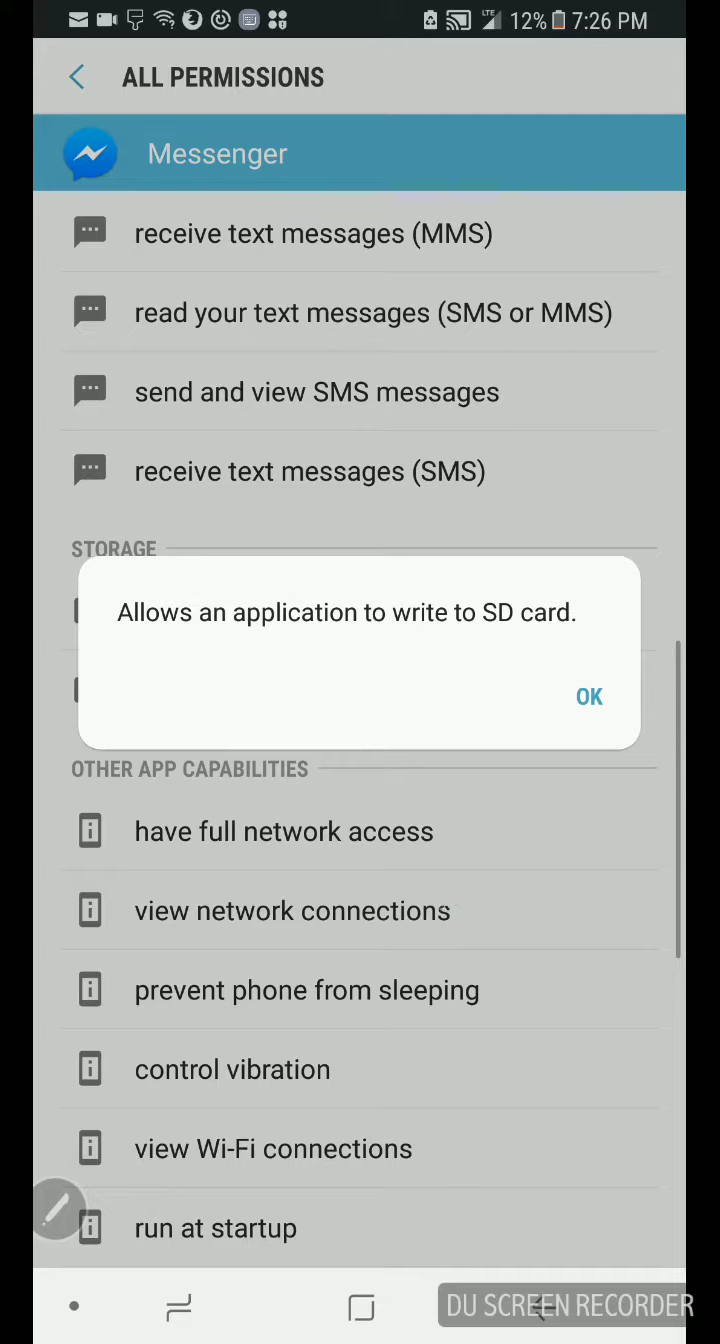 LTE 12% 7:26 PM
ALL PERMISSIONS
Messenger
receive text messages (MMS)
read your text messages (SMS or MMS)
send and view SMS messages
receive text messages (SMS)
STORAGE
Allows an application to write to SD card.
OK
OTHER APP CAPABILITIES
have full network access
view network connections
prevent phone from sleeping
control vibration
view Wi-Fi connections
run at startup
DU SCREEN RECORDER